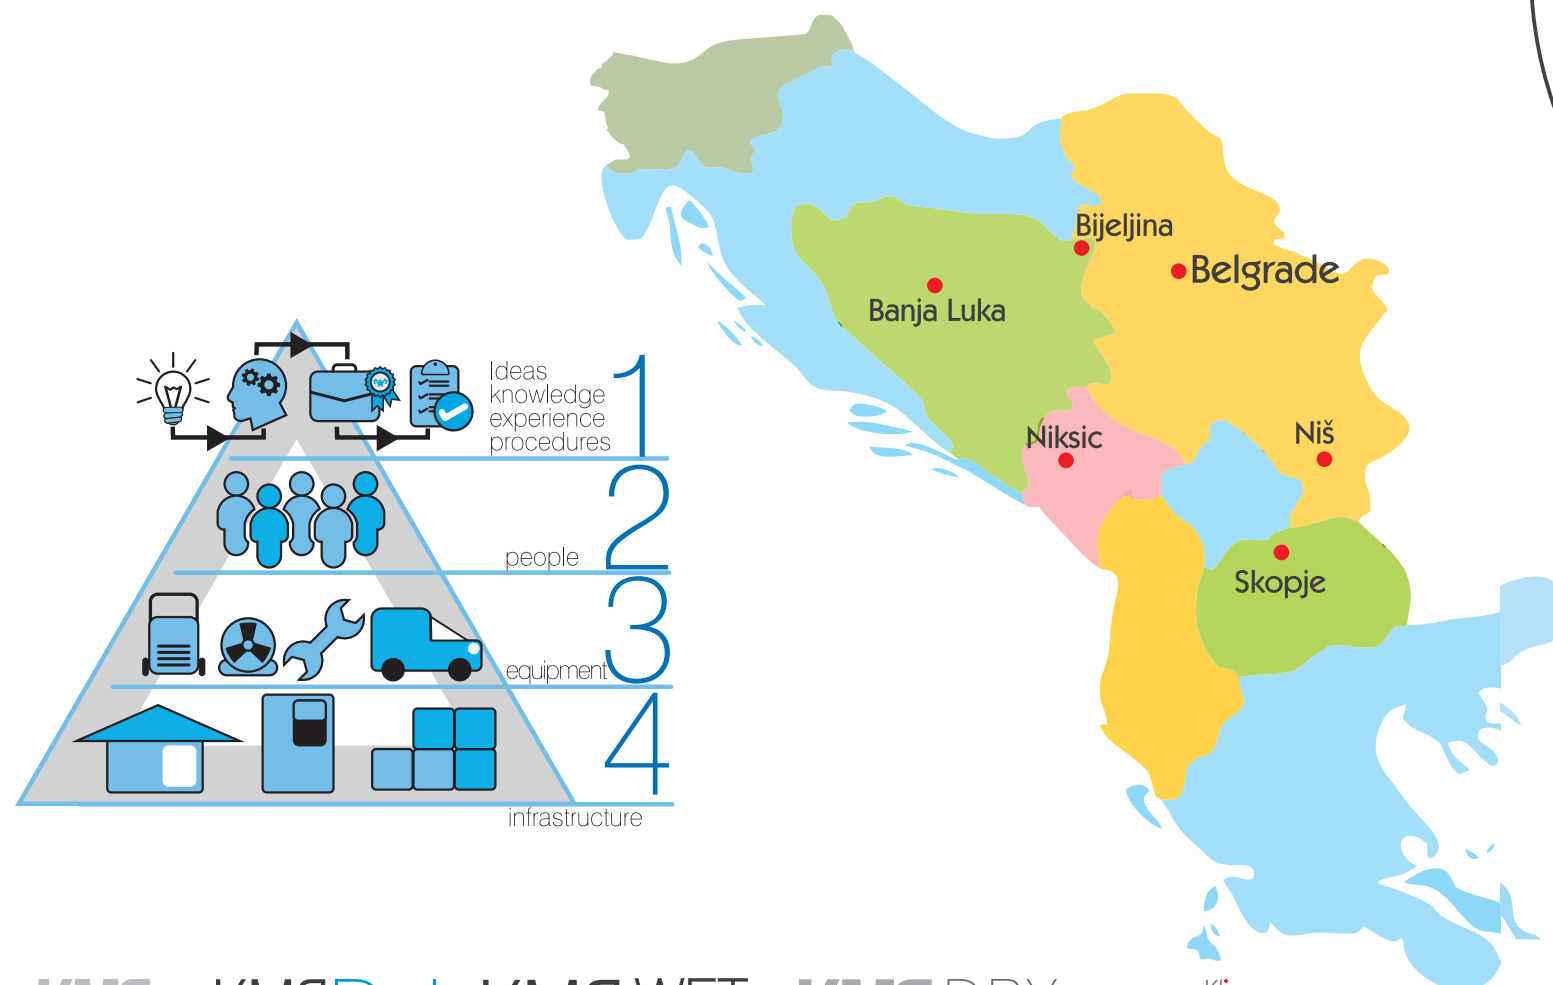 Ideas
knowledge
experience
procedures
1
people
2
equipment
3
4
infrastructure
Bijeljina
Belgrade
Banja Luka
Niksic
Niš
Skopje